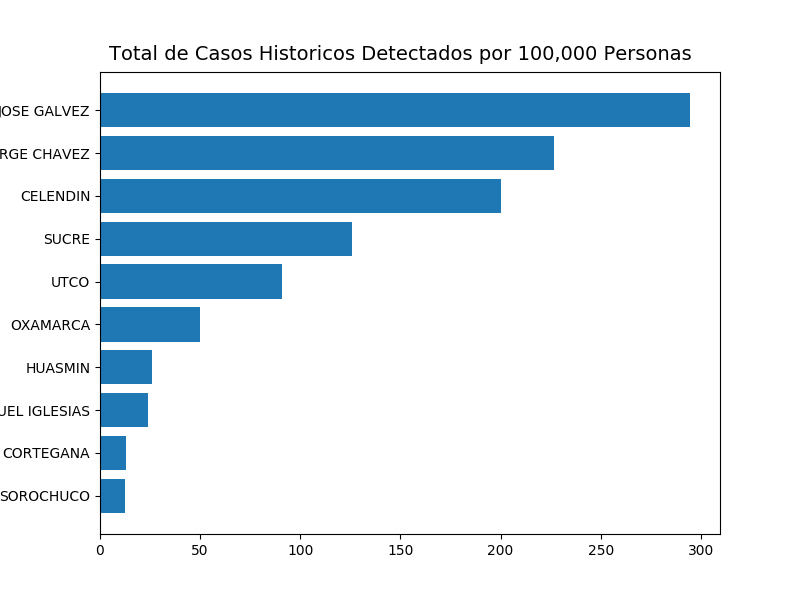 Total de Casos Historicos Detectados por 100,000 Personas
JOSE GALVEZ
RGE CHAVEZ
CELENDIN
SUCRE
UTCO
OXAMARCA
HUASMIN
UEL IGLESIAS
CORTEGANA
SOROCHUCO
0 50 100 150 200 250 300